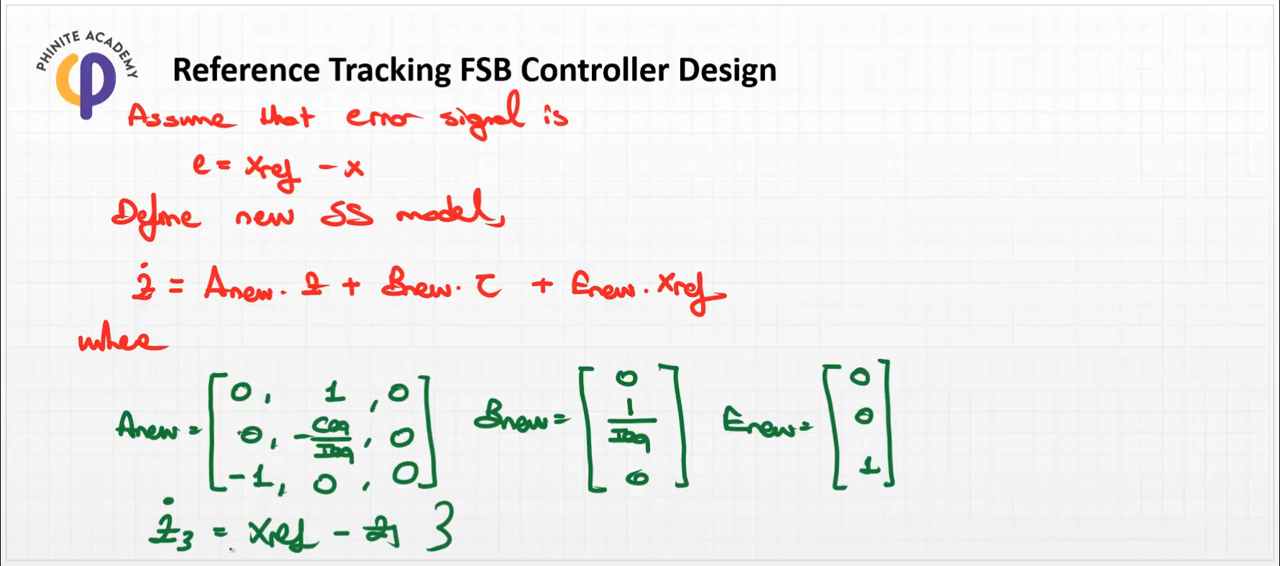 PHINITE ACADEMY
Reference Tracking FSB Controller Design
Assume that error signal is
e = xref - x
Define new SS model,
ż = Anew. z + Bnew. τ + Enew. xref
whee
Anew = [0, 1, 0; 0, -Ceq/Ieq, 0; -1, 0, 0] Bnew = [0; 1/Ieq; 0] Enew = [0; 0; 1]
ż3 = xref - z1 }